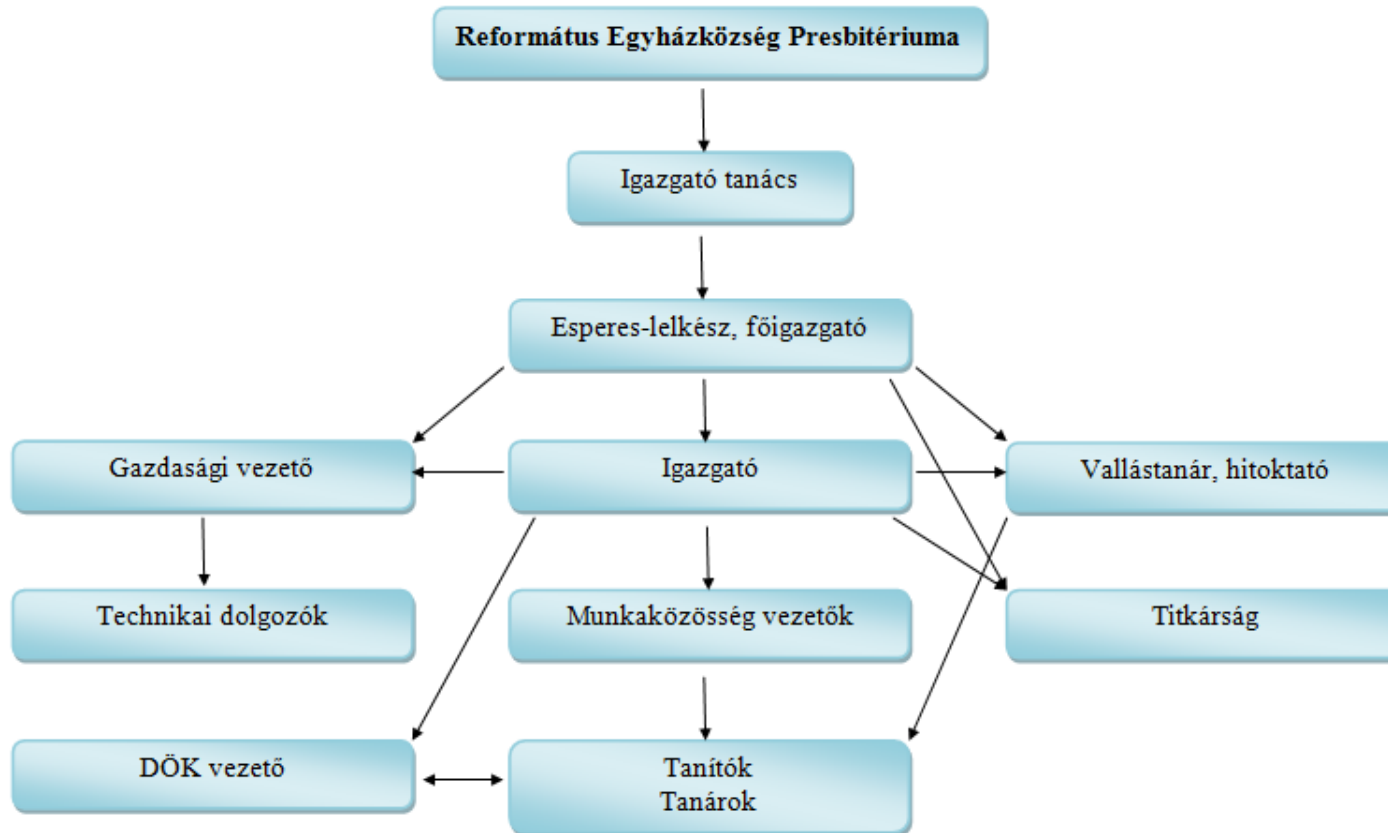 Református Egyházközség Presbitériuma
Igazgató tanács
Esperes-lelkész, főigazgató
Gazdasági vezető
Igazgató
Vallástanár, hitoktató
Technikai dolgozók
Munkaközösség vezetők
Titkárság
DÖK vezető
Tanítók
Tanárok